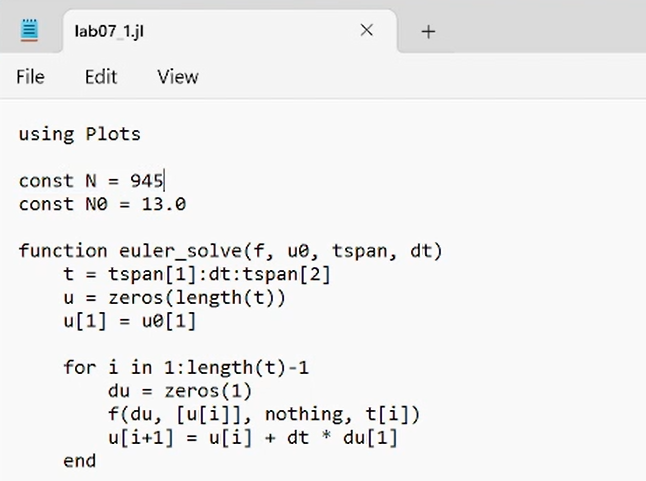 lab07_1.jl
File Edit View
using Plots
const N = 945
const N0 = 13.0
function euler_solve(f, u0, tspan, dt)
    t = tspan[1]:dt:tspan[2]
    u = zeros(length(t))
    u[1] = u0[1]
    for i in 1:length(t)-1
        du = zeros(1)
        f(du, [u[i]], nothing, t[i])
        u[i+1] = u[i] + dt * du[1]
    end